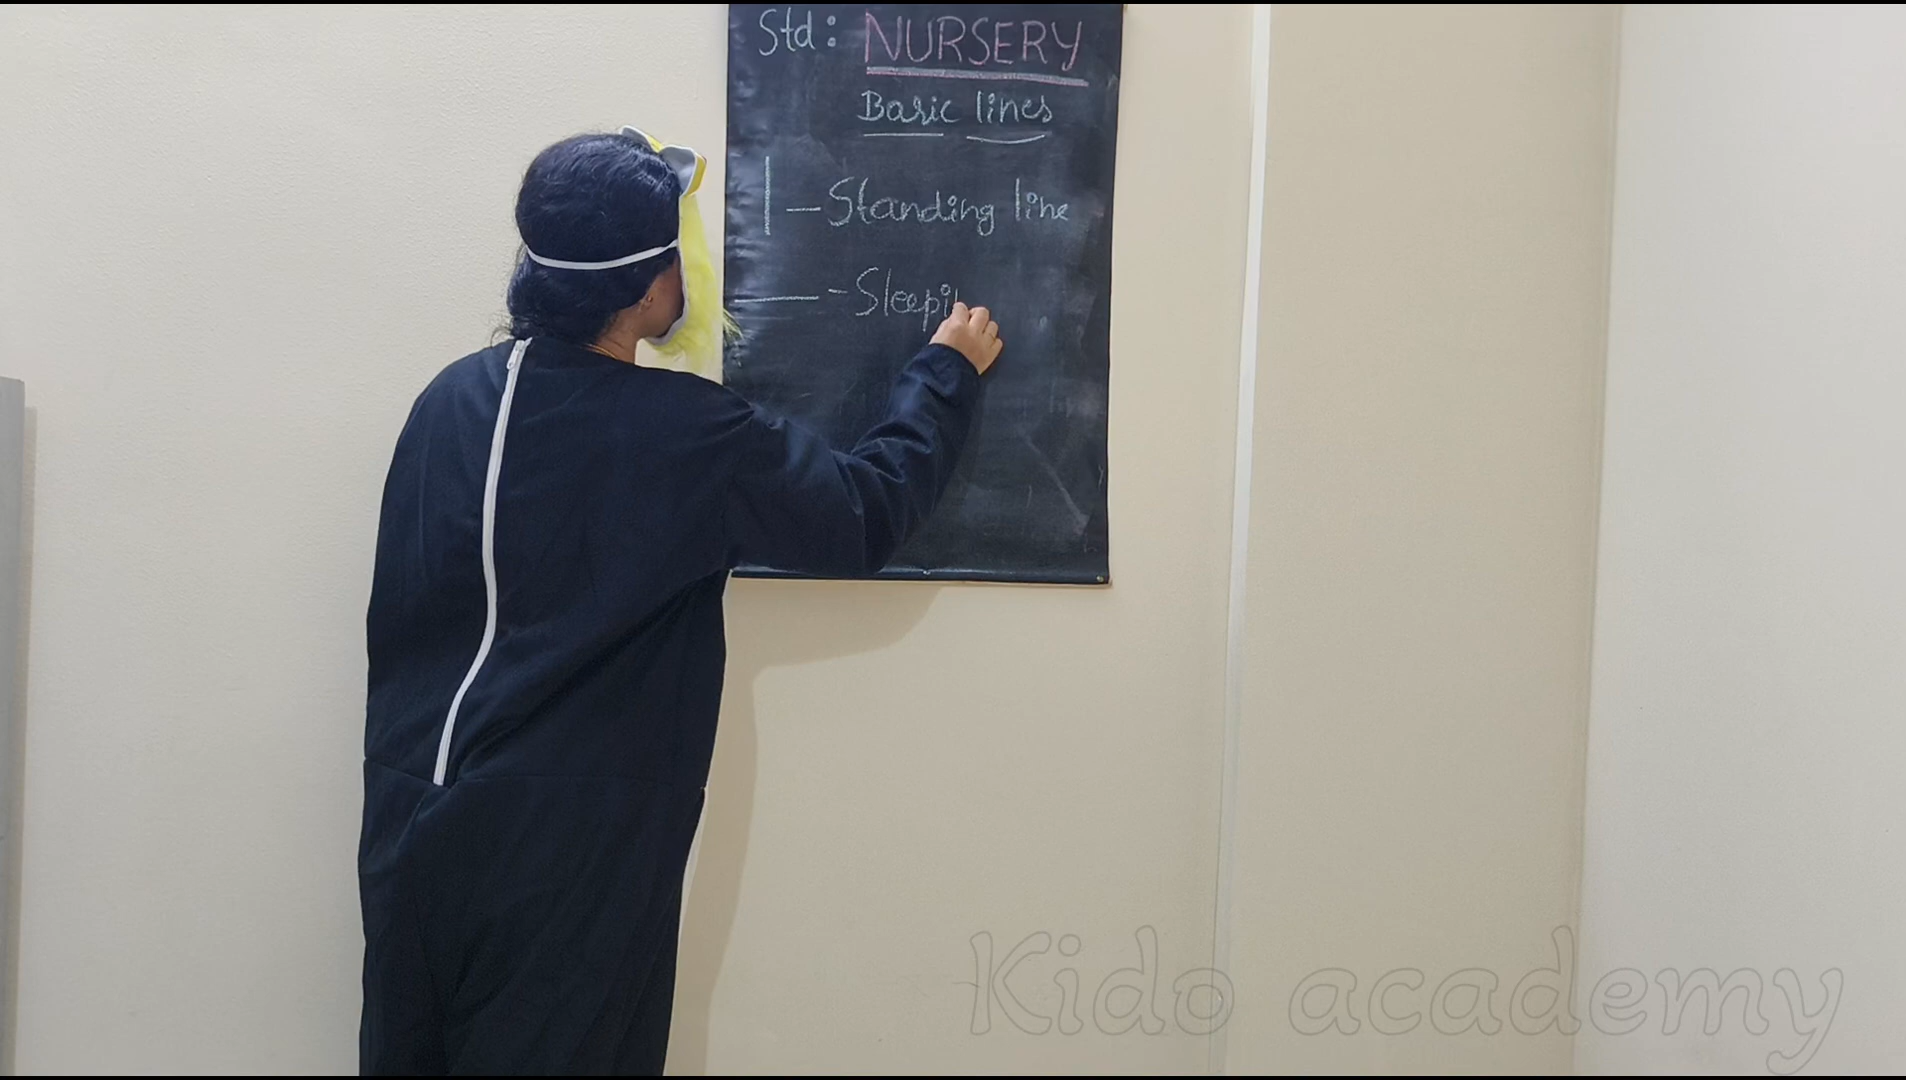 Std: NURSERY
Basic lines
| – Standing line
— - Sleepi
Kido academy